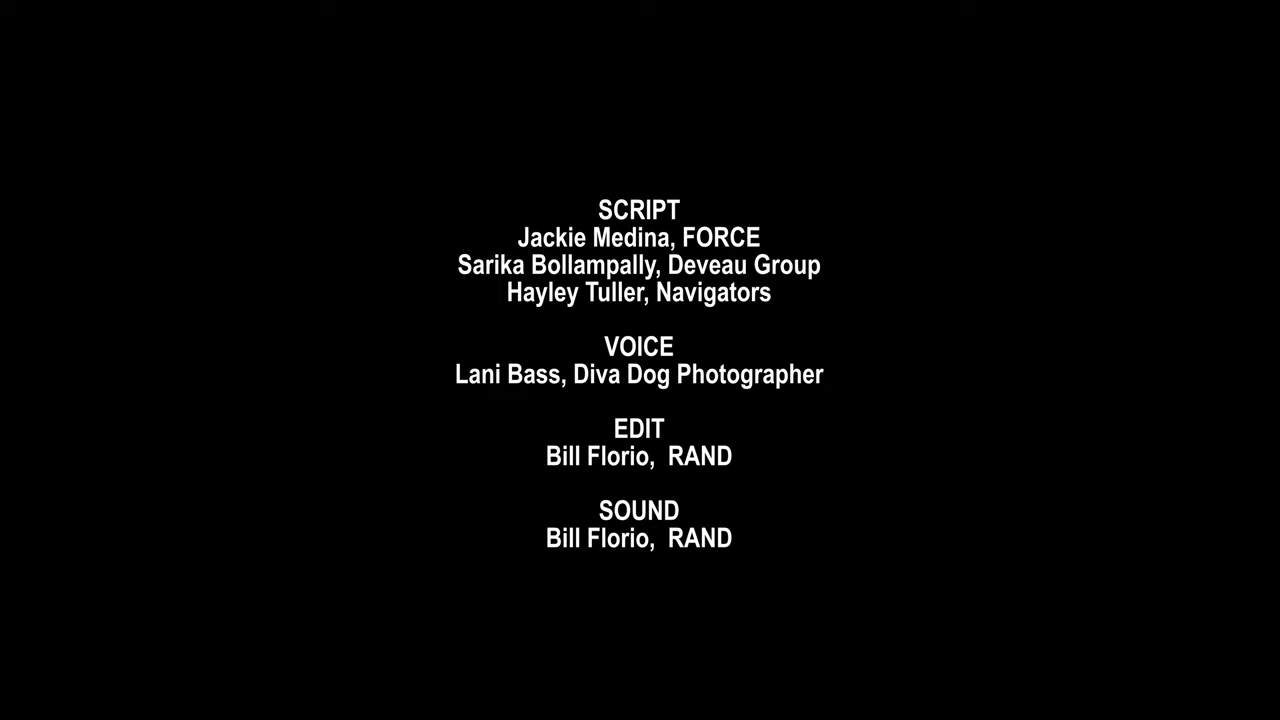 SCRIPT
Jackie Medina, FORCE
Sarika Bollampally, Deveau Group
Hayley Tuller, Navigators
VOICE
Lani Bass, Diva Dog Photographer
EDIT
Bill Florio,  RAND
SOUND
Bill Florio,  RAND